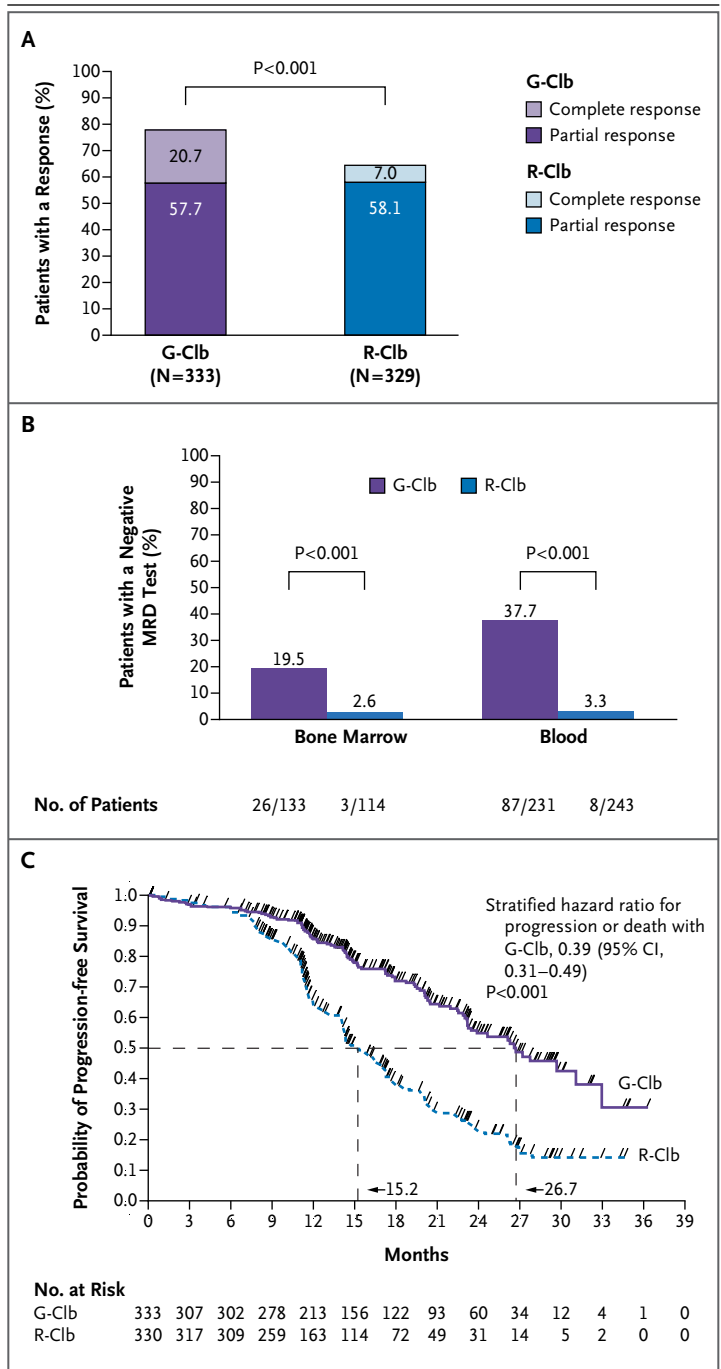 A
Patients with a Response (%)
100
90
80
70
60
50
40
30
20
10
0
P<0.001
20.7
57.7
7.0
58.1
G-Clb
(N=333)
R-Clb
(N=329)
G-Clb
Complete response
Partial response
R-Clb
Complete response
Partial response
B
Patients with a Negative
MRD Test (%)
100
90
80
70
60
50
40
30
20
10
0
G-Clb
R-Clb
P<0.001
P<0.001
19.5
2.6
37.7
3.3
Bone Marrow
Blood
No. of Patients
26/133 3/114 87/231 8/243
C
Probability of Progression-free Survival
1.0
0.9
0.8
0.7
0.6
0.5
0.4
0.3
0.2
0.1
0.0
Stratified hazard ratio for
progression or death with
G-Clb, 0.39 (95% CI,
0.31–0.49)
P<0.001
G-Clb
R-Clb
15.2
26.7
0 3 6 9 12 15 18 21 24 27 30 33 36 39
Months
No. at Risk
G-Clb 333 307 302 278 213 156 122 93 60 34 12 4 1 0
R-Clb 330 317 309 259 163 114 72 49 31 14 5 2 0 0